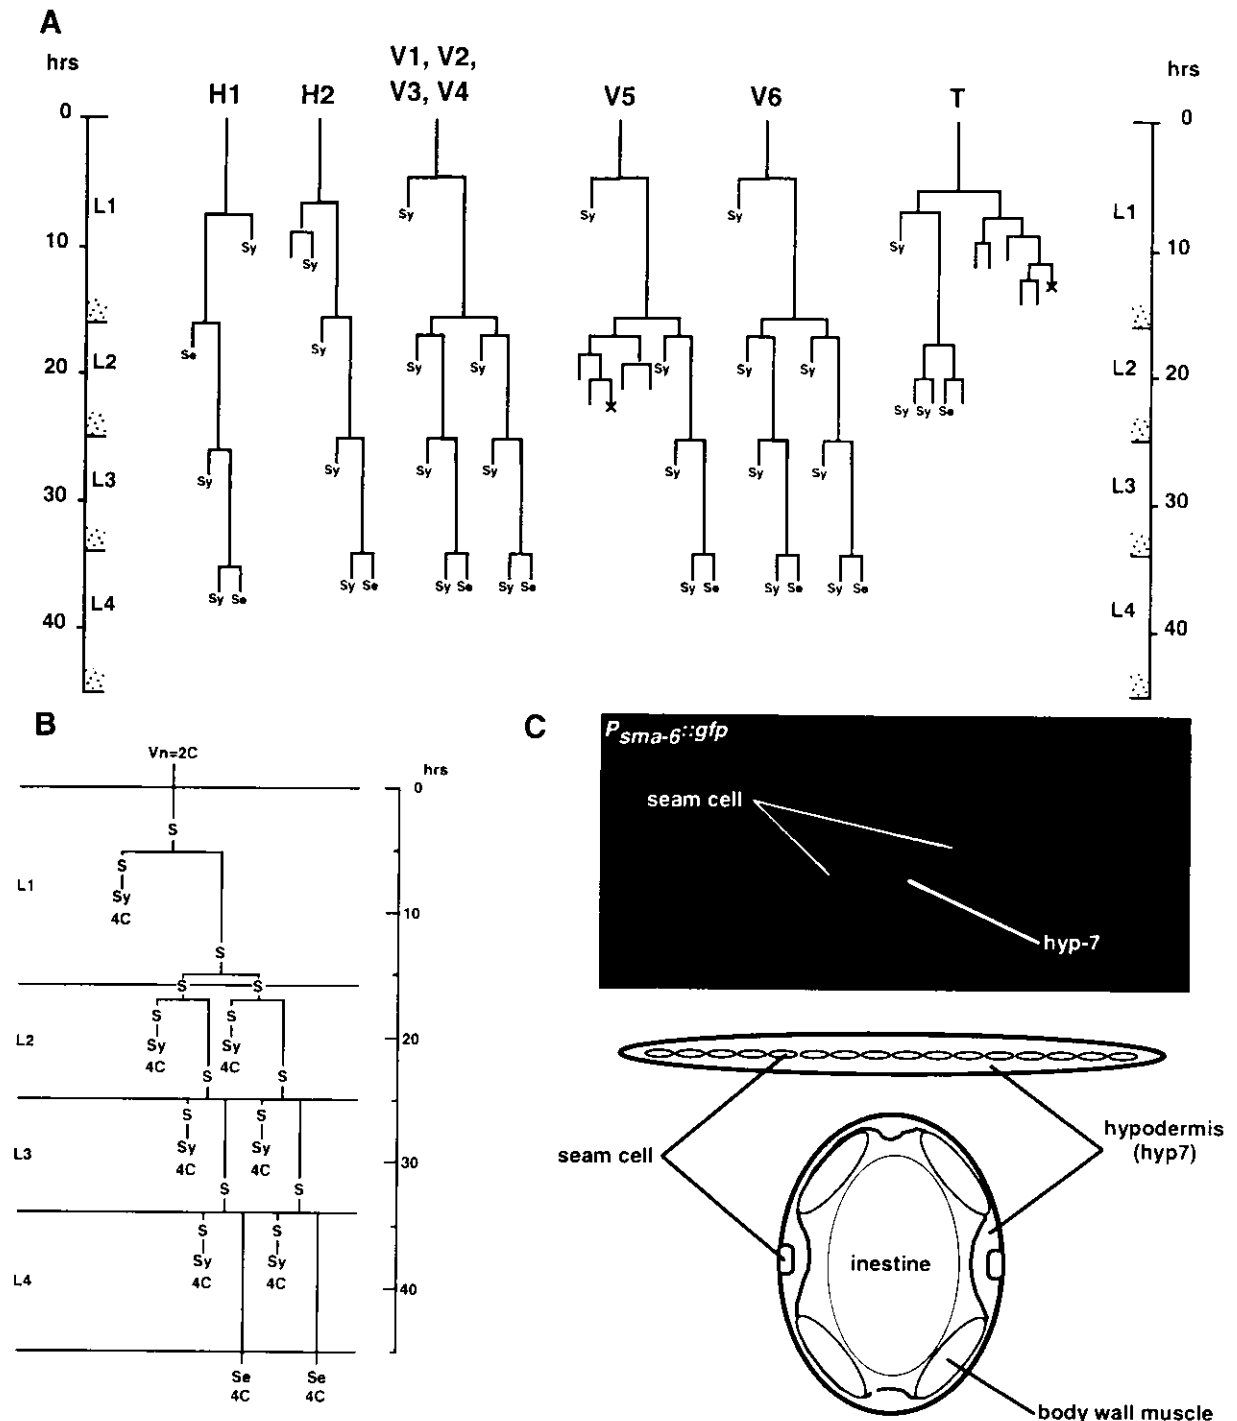 A
hrs
0
L1
10
L2
20
L3
30
L4
40
H1
H2
V1, V2,
V3, V4
V5
V6
T
hrs
0
L1
10
L2
20
L3
30
L4
40
Sy
Sy
Sy
Sy
Sy
Sy
x
Se
Sy
Sy
Sy
Sy
Sy
Sy
x
Sy Sy Se
Sy
Sy
Sy
Sy
Sy
Sy
Sy
Sy Se
Sy Se
Sy Se
Sy Se
Sy Se
Sy Se
Sy Se
B
Vn=2C
hrs
0
S
S
Sy
4C
L1
10
S
S
S
S
S
Sy
Sy
4C
4C
L2
20
S
S
S
S
Sy
Sy
4C
4C
L3
30
S
S
S
S
Sy
Sy
4C
4C
L4
40
Se
Se
4C
4C
C
Psma-6::gfp
seam cell
hyp-7
seam cell
hypodermis
(hyp7)
inestine
body wall muscle